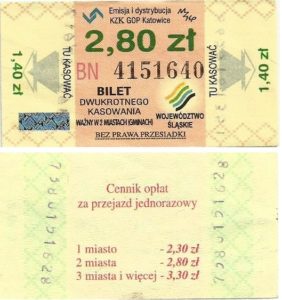 Emisja i dystrybucja
KZK GOP Katowice
2,80 zł
BN 4151640
BILET
DWUKROTNEGO
KASOWANIA
WAŻNY W 2 MIASTACH (GMINACH)
BEZ PRAWA PRZESIADKI
WOJEWÓDZTWO
ŚLĄSKIE
1,40 zł
TU KASOWAĆ
TU KASOWAĆ
1,40 zł
Cennik opłat
za przejazd jednorazowy
1 miasto - 2,30 zł
2 miasta - 2,80 zł
3 miasta i więcej - 3,30 zł